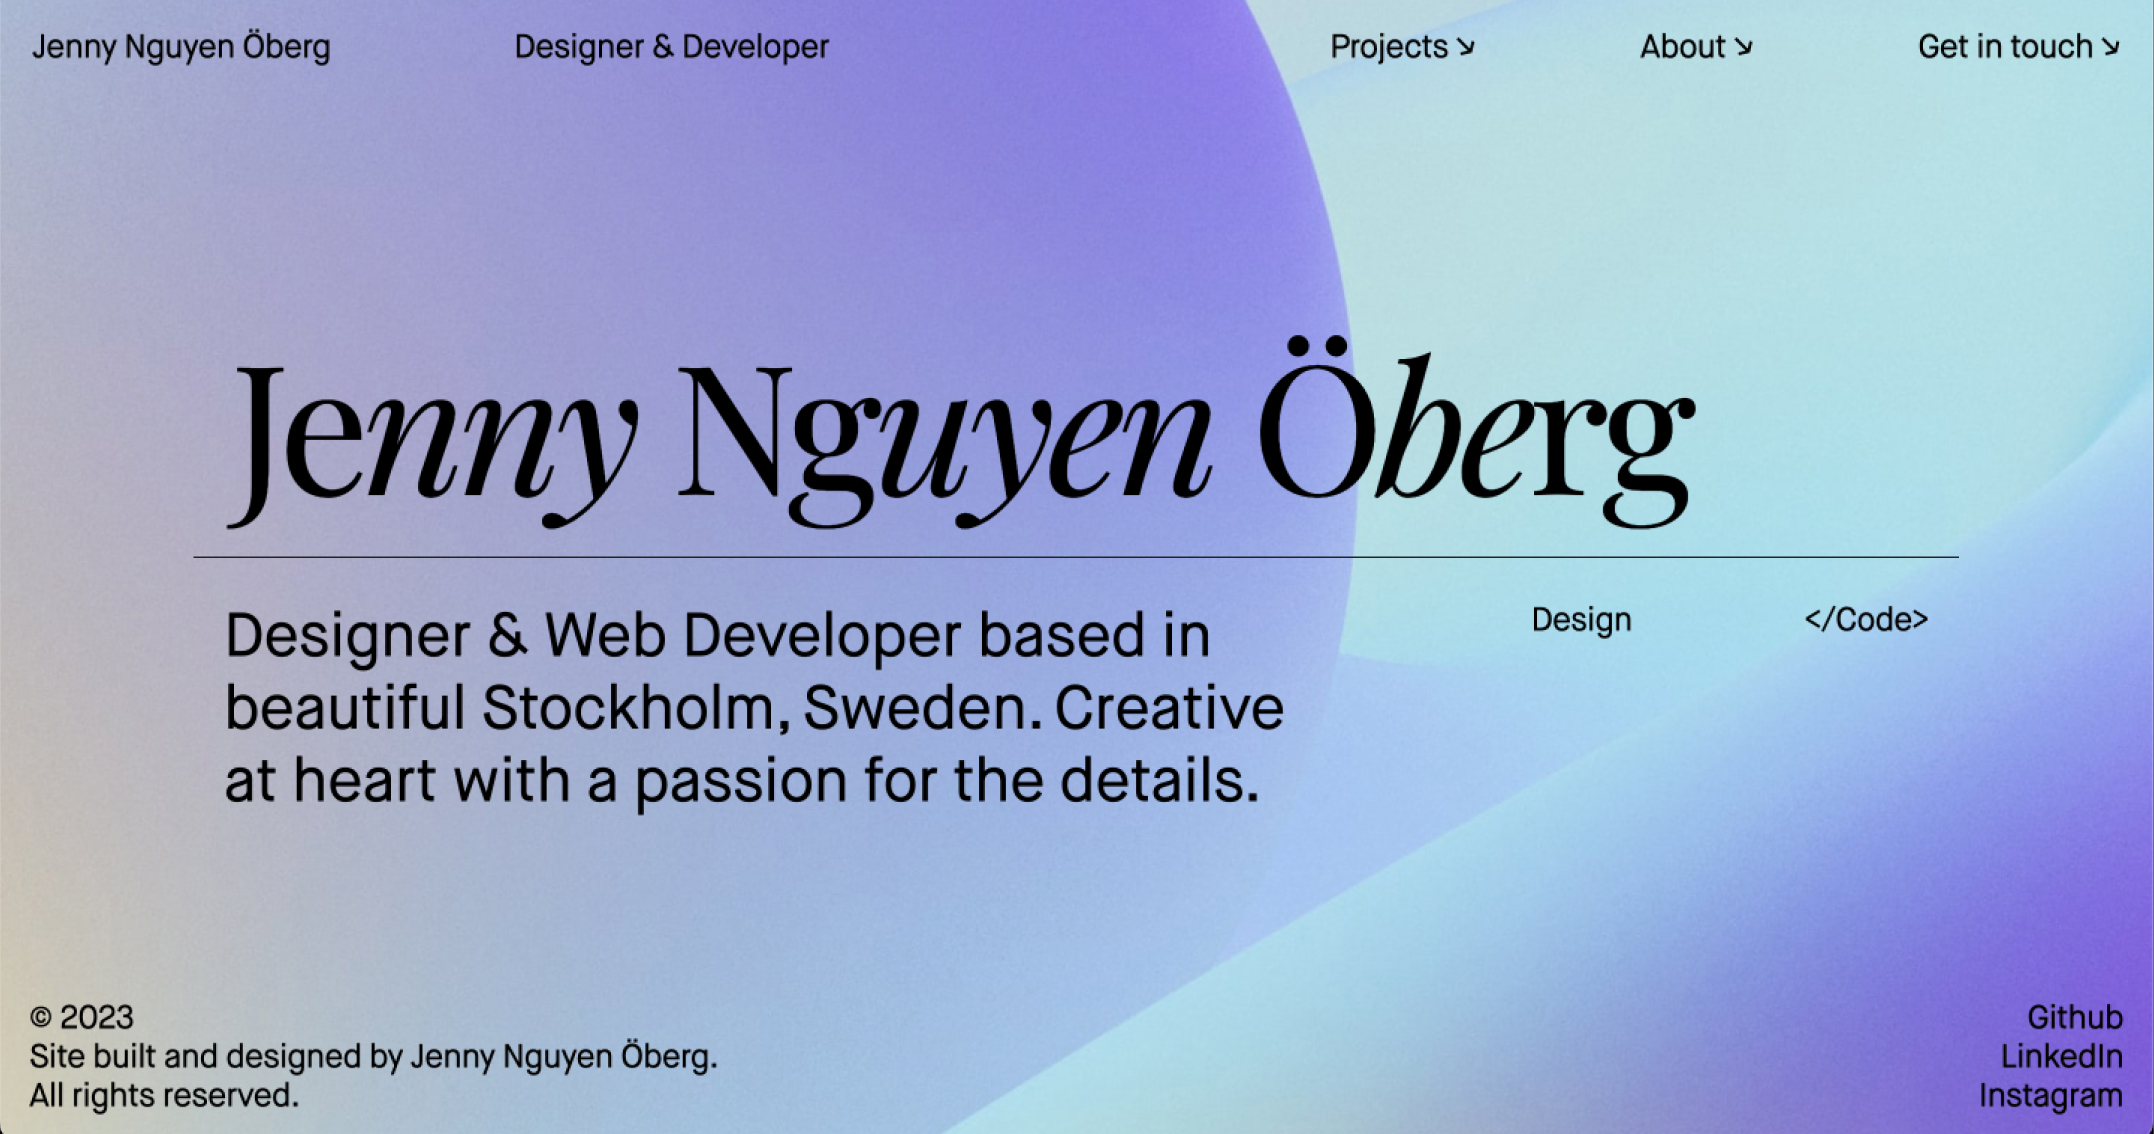 Jenny Nguyen Öberg
Designer & Developer
Projects ↘
About ↘
Get in touch ↘
Jenny Nguyen Öberg
Designer & Web Developer based in
beautiful Stockholm, Sweden. Creative
at heart with a passion for the details.
Design
</Code>
© 2023
Site built and designed by Jenny Nguyen Öberg.
All rights reserved.
Github
LinkedIn
Instagram